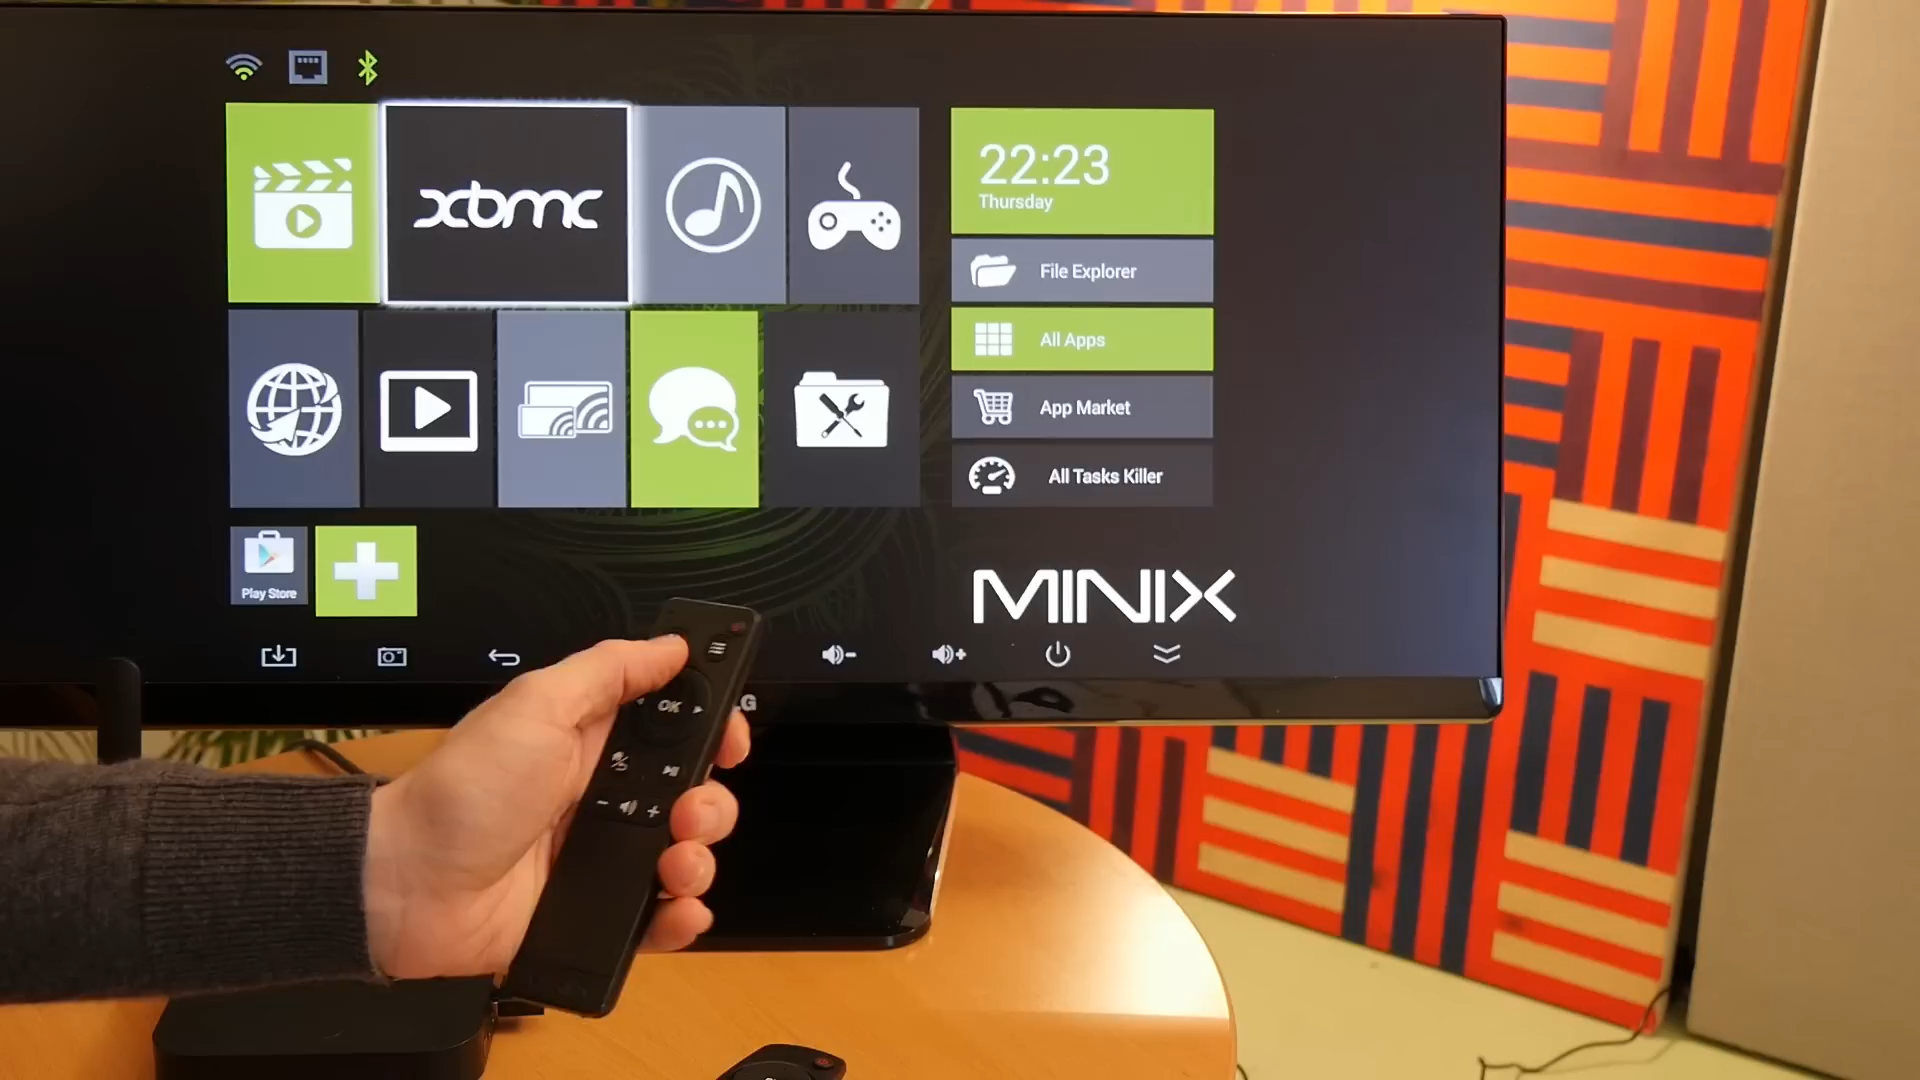 xbmc
22:23
Thursday
File Explorer
All Apps
App Market
All Tasks Killer
Play Store
MINIX
OK